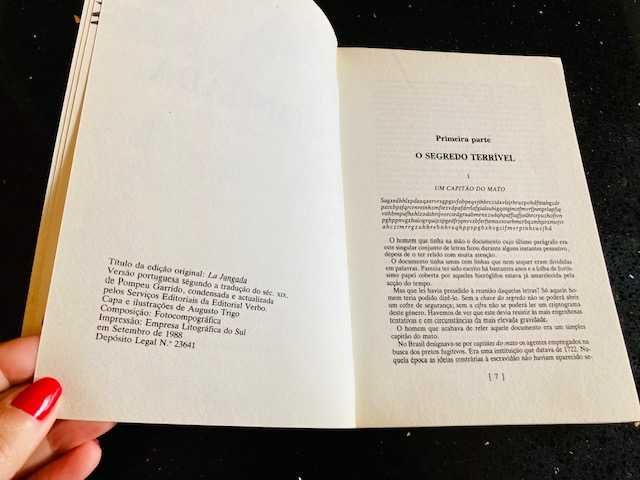 Título da edição original: La Jangada
Versão portuguesa segundo a tradução do séc. XIX,
de Pompeu Garrido, condensada e actualizada
pelos Serviços Editoriais da Editorial Verbo.
Capa e ilustrações de Augusto Trigo
Composição: Fotocompográfica
Impressão: Empresa Litográfica do Sul
em Setembro de 1988
Depósito Legal N.º 23641
Primeira parte
O SEGREDO TERRÍVEL
1
UM CAPITÃO DO MATO
O homem que tinha na mão o documento cujo último parágrafo era
este singular conjunto de letras ficou durante alguns instantes pensativo,
depois de o ter relido com muita atenção.
O documento tinha umas cem linhas que nem sequer eram divididas
em palavras. Parecia ter sido escrito há bastantes anos e a folha de fortís-
simo papel coberta por aqueles hieróglifos estava já amarelecida pela
acção do tempo.
Mas que lei havia presidido à reunião daquelas letras? Só aquele ho-
mem teria podido dizê-lo. Sem a chave do segredo não se poderá abrir
um cofre de segurança, sem a cifra não se poderá ler um criptograma
deste género. Havemos de ver que este devia resistir às mais engenhosas
tentativas e em circunstâncias da mais elevada gravidade.
O homem que acabava de reler aquele documento era um simples
capitão do mato.
No Brasil designava-se por capitães do mato os agentes empregados na
busca dos pretos fugitivos. Era uma instituição que datava de 1722. Na-
quela época as ideias contrárias à escravidão não haviam aparecido se-
[ 7 ]